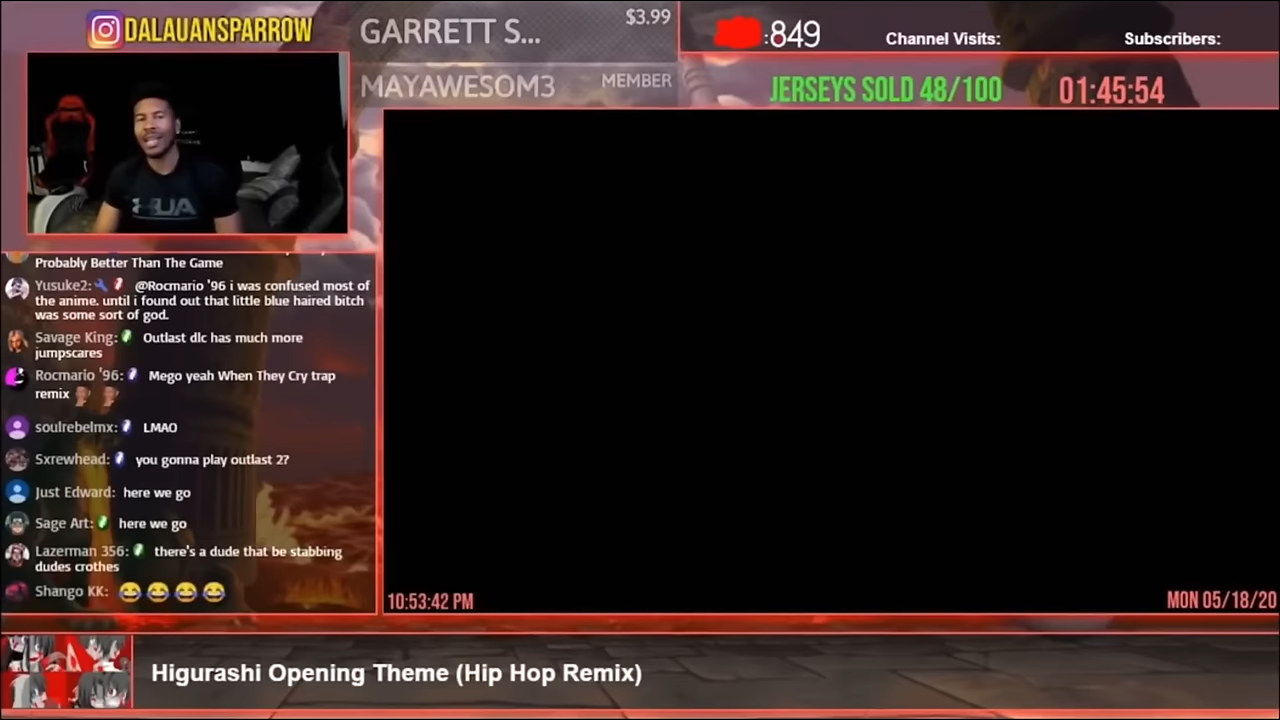 DALAUANSPARROW
GARRETT S...
$3.99
MAYAWESOM3
MEMBER
:849
Channel Visits:
Subscribers:
JERSEYS SOLD 48/100
01:45:54
UA
Probably Better Than The Game
Yusuke2: @Rocmario '96 i was confused most of
the anime. until i found out that little blue haired bitch
was some sort of god.
Savage King: Outlast dlc has much more
jumpscares
Rocmario '96: Mego yeah When They Cry trap
remix
soulrebelmx: LMAO
Sxrewhead: you gonna play outlast 2?
Just Edward: here we go
Sage Art: here we go
Lazerman 356: there's a dude that be stabbing
dudes crothes
Shango KK: 😂😂😂😂
10:53:42 PM
MON 05/18/20
Higurashi Opening Theme (Hip Hop Remix)